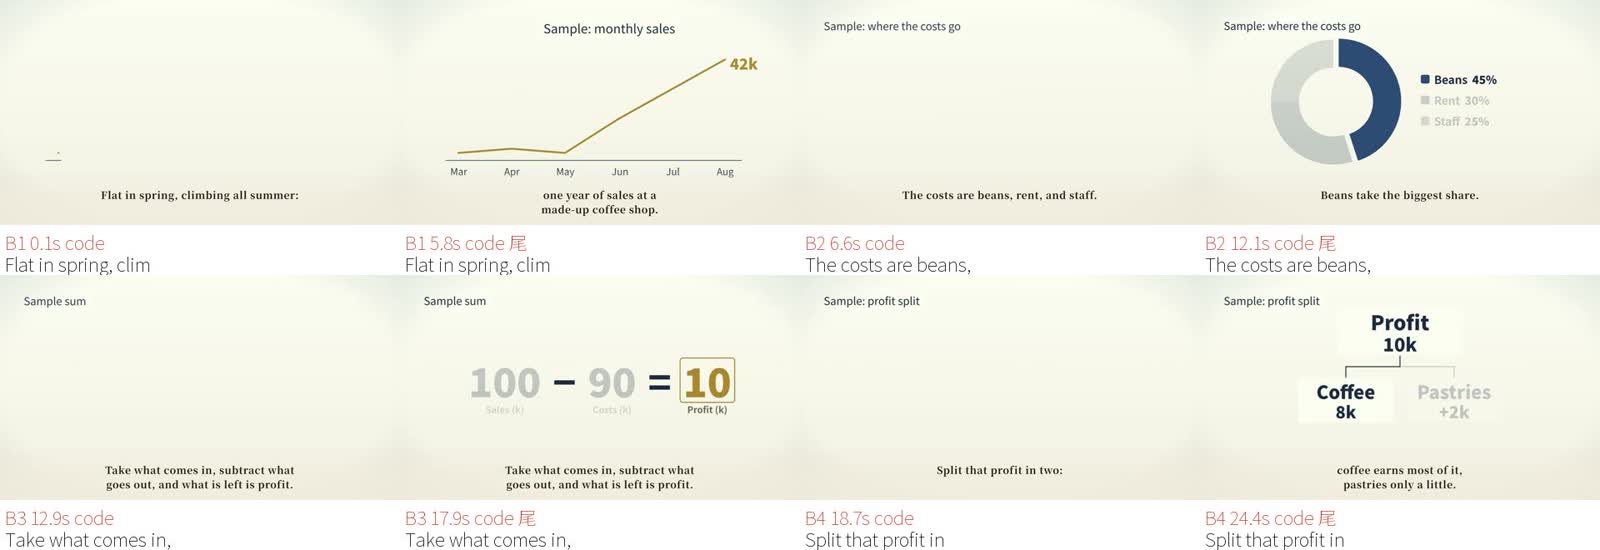 Flat in spring, climbing all summer:
B1 0.1s code
Flat in spring, clim
Sample: monthly sales
42k
Mar Apr May Jun Jul Aug
one year of sales at a
made-up coffee shop.
B1 5.8s code 尾
Flat in spring, clim
Sample: where the costs go
The costs are beans, rent, and staff.
B2 6.6s code
The costs are beans,
Sample: where the costs go
Beans 45%
Rent 30%
Staff 25%
Beans take the biggest share.
B2 12.1s code 尾
The costs are beans,
Sample sum
Take what comes in, subtract what
goes out, and what is left is profit.
B3 12.9s code
Take what comes in,
Sample sum
100 – 90 = 10
Sales (k) Costs (k) Profit (k)
Take what comes in, subtract what
goes out, and what is left is profit.
B3 17.9s code 尾
Take what comes in,
Sample: profit split
Split that profit in two:
B4 18.7s code
Split that profit in
Sample: profit split
Profit
10k
Coffee Pastries
8k +2k
coffee earns most of it,
pastries only a little.
B4 24.4s code 尾
Split that profit in